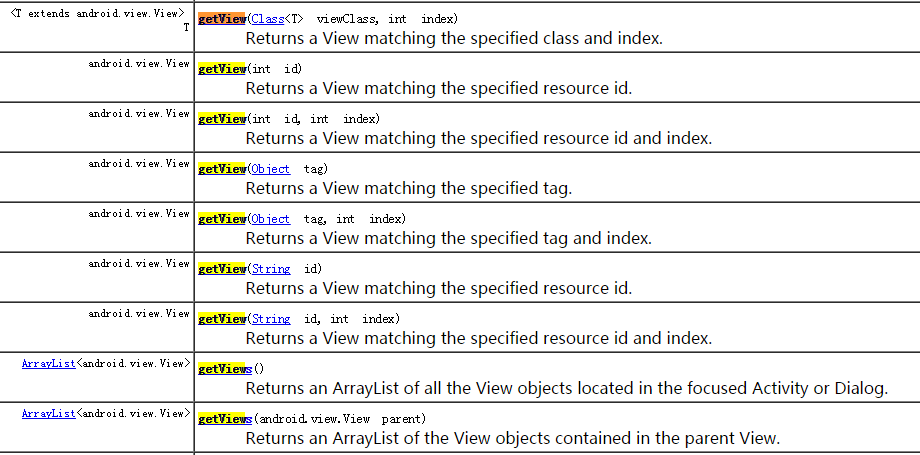 <T extends android.view.View>
T
getView(Class<T> viewClass, int index)
Returns a View matching the specified class and index.
android.view.View
getView(int id)
Returns a View matching the specified resource id.
android.view.View
getView(int id, int index)
Returns a View matching the specified resource id and index.
android.view.View
getView(Object tag)
Returns a View matching the specified tag.
android.view.View
getView(Object tag, int index)
Returns a View matching the specified tag and index.
android.view.View
getView(String id)
Returns a View matching the specified resource id.
android.view.View
getView(String id, int index)
Returns a View matching the specified resource id and index.
ArrayList<android.view.View>
getViews()
Returns an ArrayList of all the View objects located in the focused Activity or Dialog.
ArrayList<android.view.View>
getViews(android.view.View parent)
Returns an ArrayList of the View objects contained in the parent View.